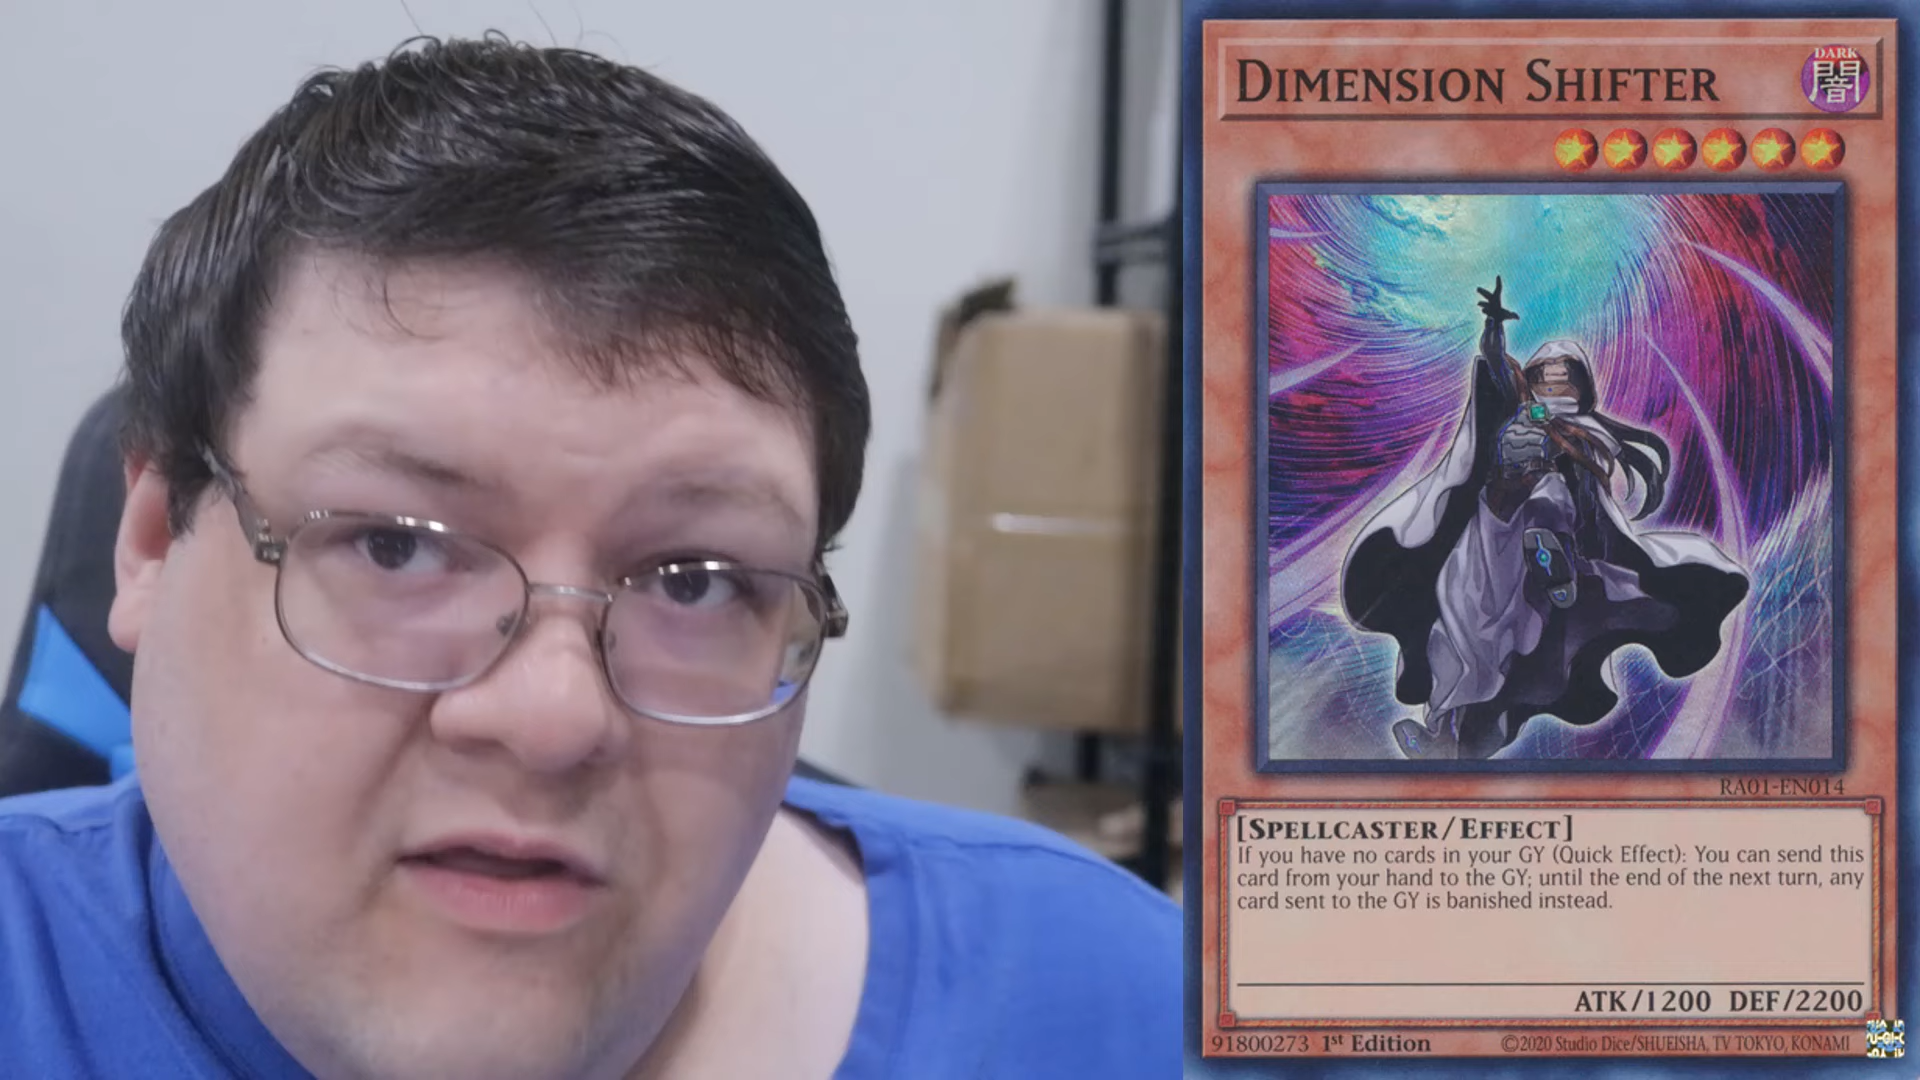 DIMENSION SHIFTER
DARK
闇
RA01-EN014
[SPELLCASTER/EFFECT]
If you have no cards in your GY (Quick Effect): You can send this
card from your hand to the GY; until the end of the next turn, any
card sent to the GY is banished instead.
ATK/1200 DEF/2200
91800273 1st Edition ©2020 Studio Dice/SHUEISHA, TV TOKYO, KONAMI